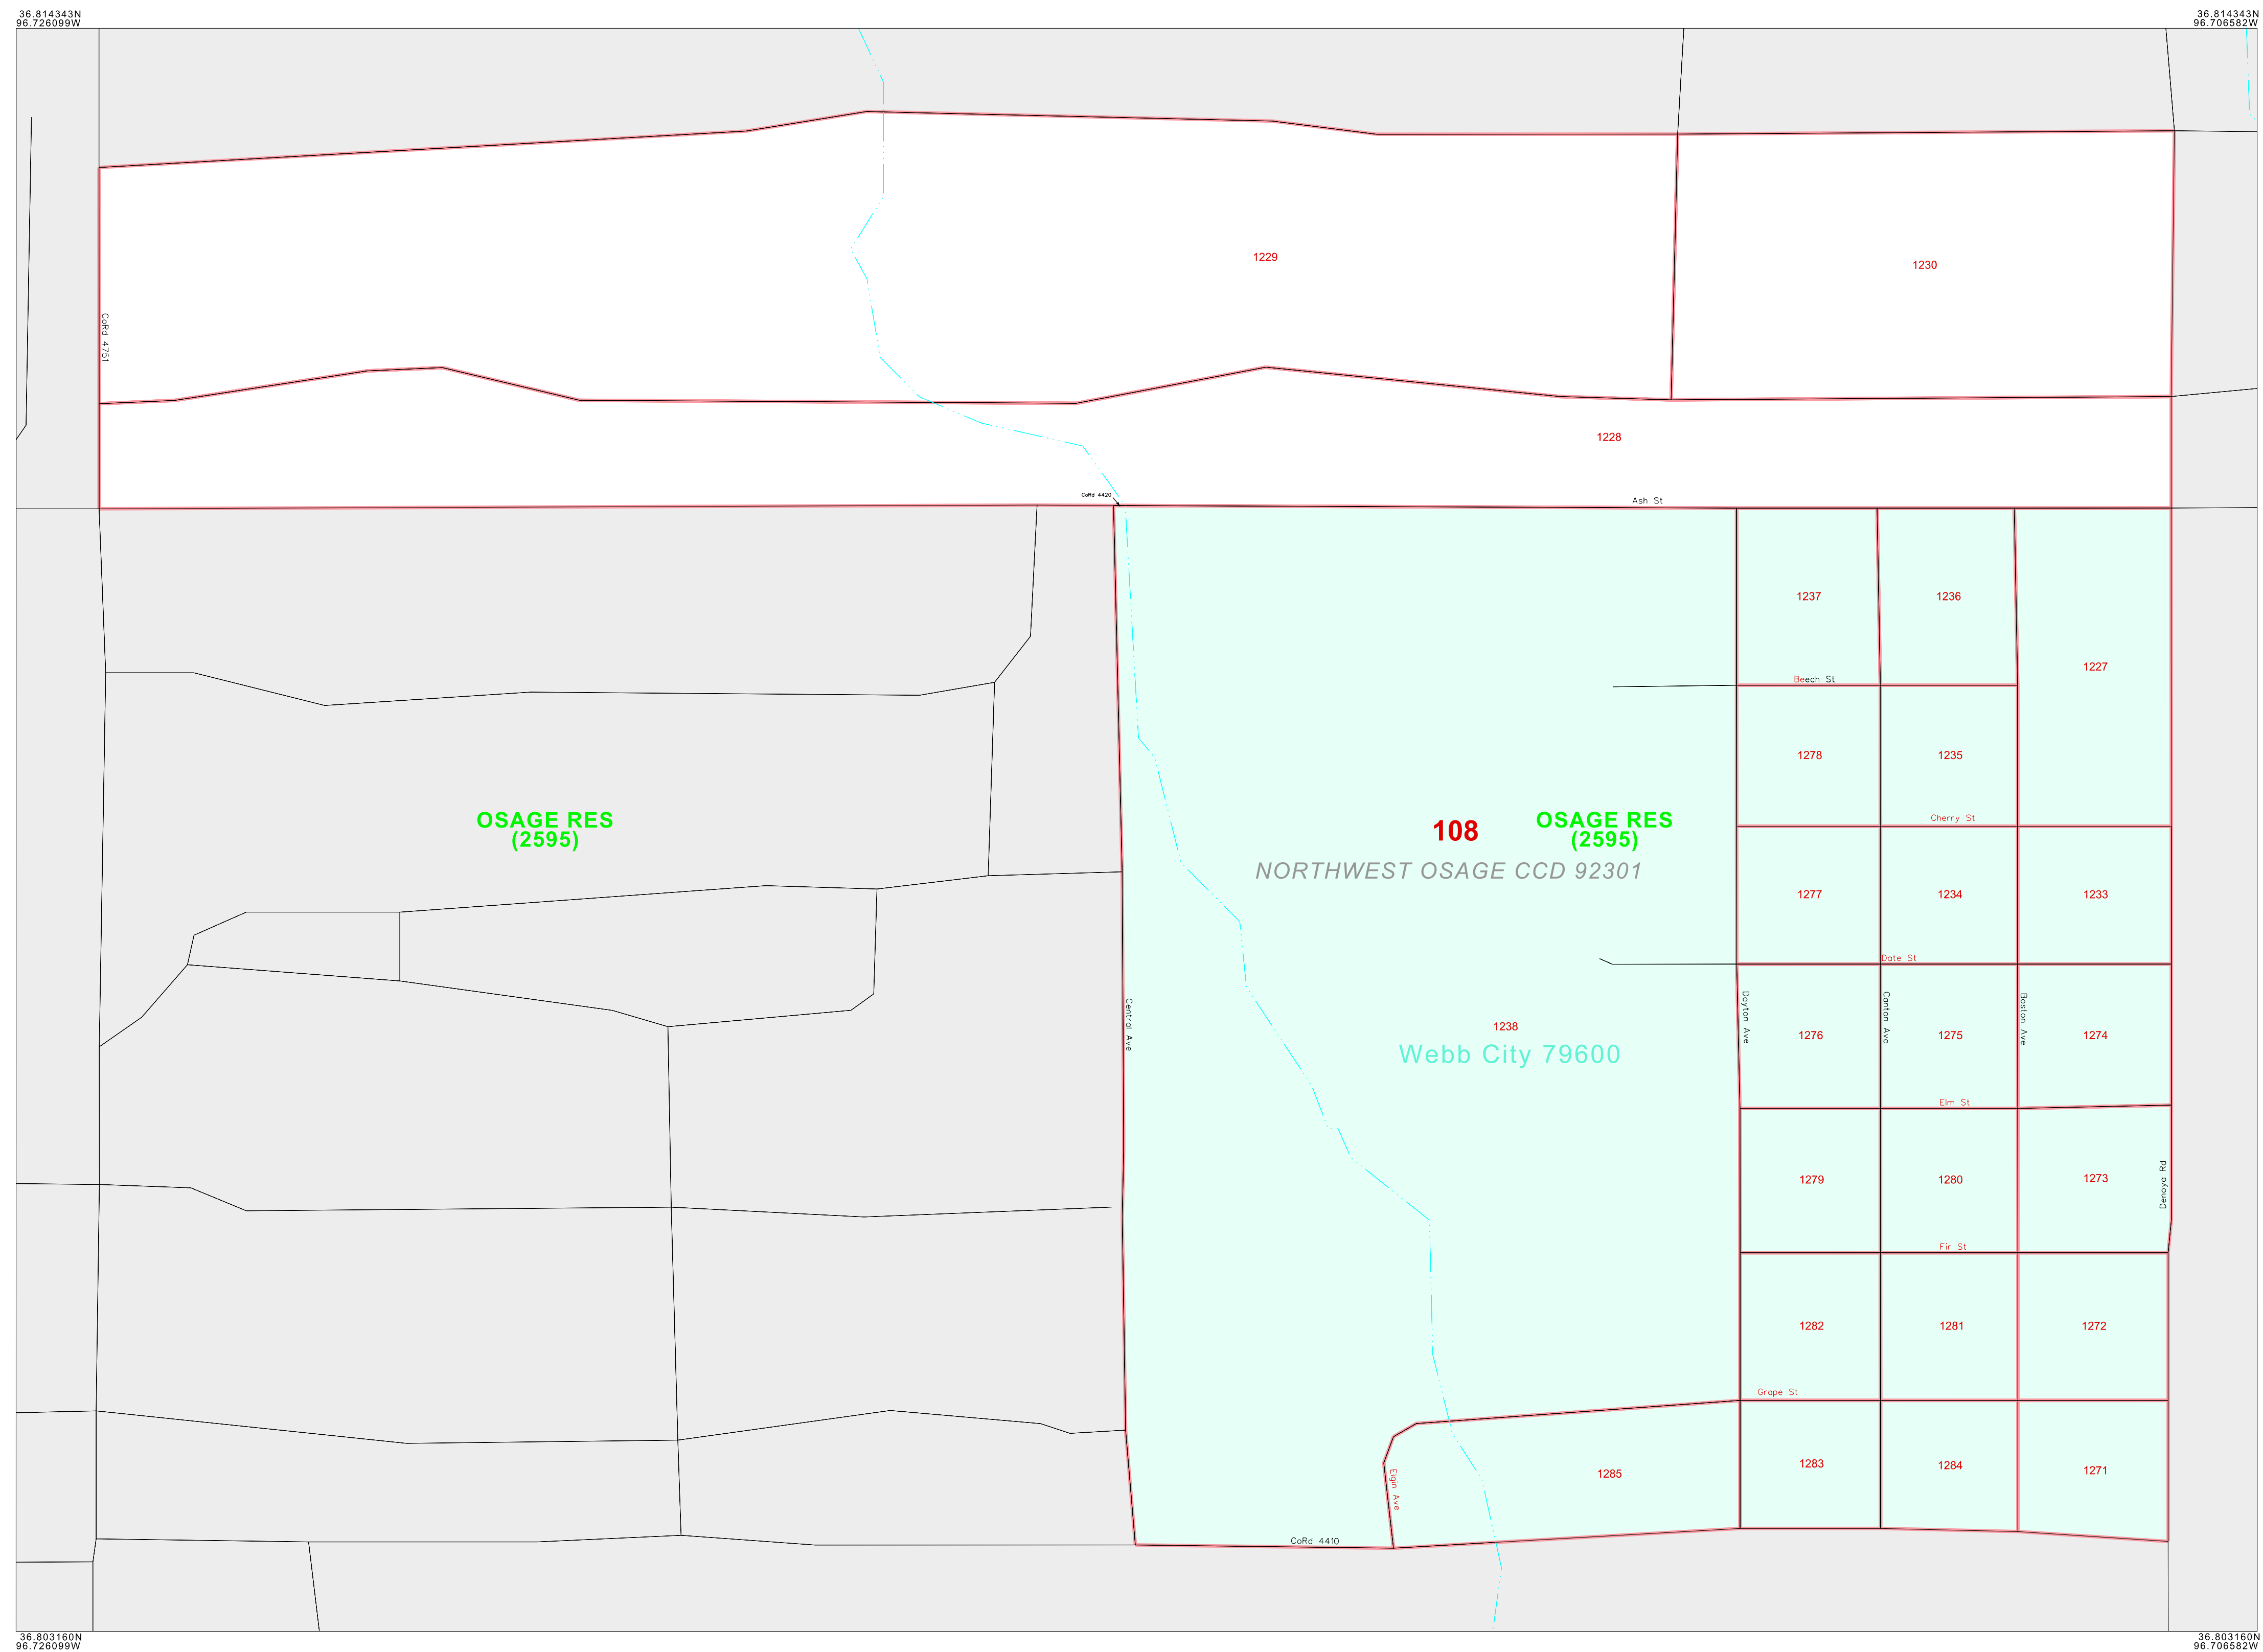 36.814343N
96.726099W
36.814343N
96.706582W
1229
1230
CoRd 4751
1228
CoRd 4420
Ash St
1237
1236
1227
Beech St
1278
1235
OSAGE RES
(2595)
108
OSAGE RES
(2595)
Cherry St
NORTHWEST OSAGE CCD 92301
1277
1234
1233
Date St
Central Ave
Dayton Ave
Canton Ave
Boston Ave
1238
Webb City 79600
1276
1275
1274
Elm St
1279
1280
1273
Denoya Rd
Fir St
1282
1281
1272
Grape St
Elgin Ave
1285
1283
1284
1271
CoRd 4410
36.803160N
96.726099W
36.803160N
96.706582W